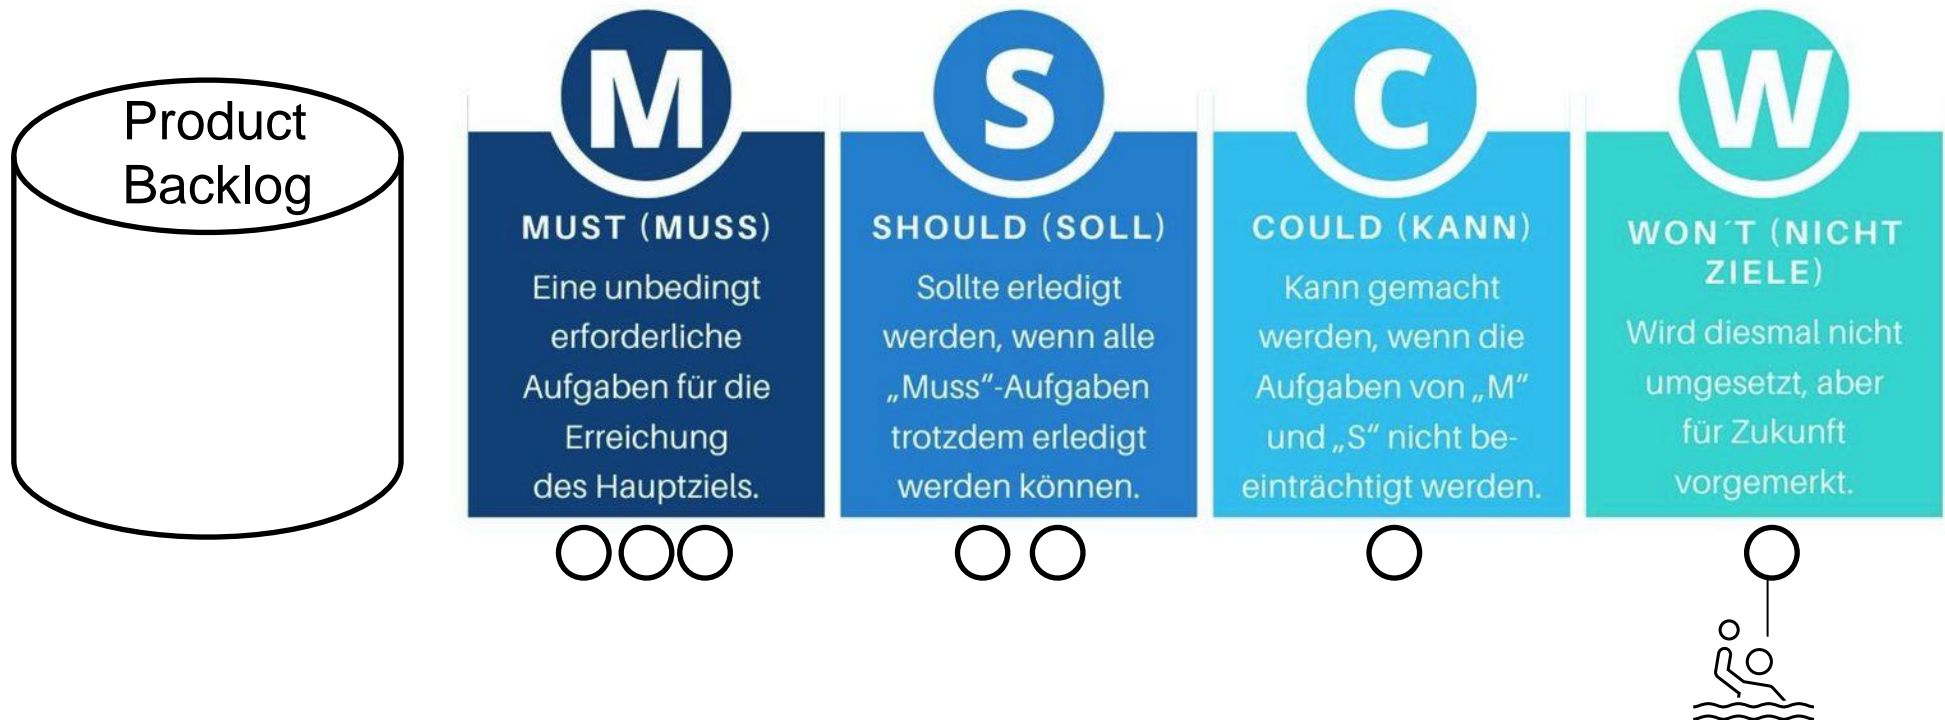 Product
Backlog
M
MUST (MUSS)
Eine unbedingt
erforderliche
Aufgaben für die
Erreichung
des Hauptziels.
S
SHOULD (SOLL)
Sollte erledigt
werden, wenn alle
„Muss“-Aufgaben
trotzdem erledigt
werden können.
C
COULD (KANN)
Kann gemacht
werden, wenn die
Aufgaben von „M“
und „S“ nicht be-
einträchtigt werden.
W
WON´T (NICHT
ZIELE)
Wird diesmal nicht
umgesetzt, aber
für Zukunft
vorgemerkt.